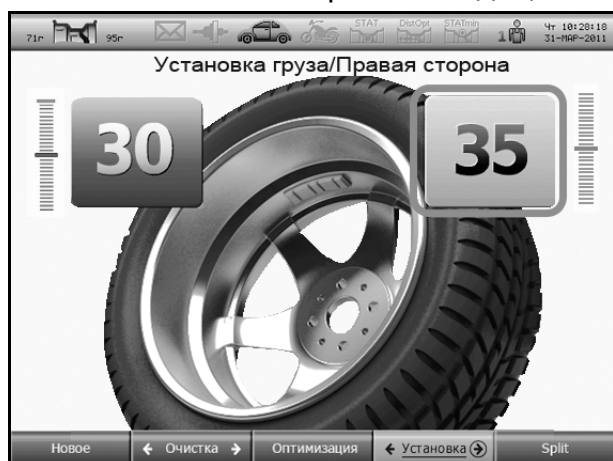 71г 95г STAT DistOpt STATmin 1 Чт 10:28:18
31-МАР-2011
Установка груза/Правая сторона
30 35
Новое Очистка Оптимизация Установка Split